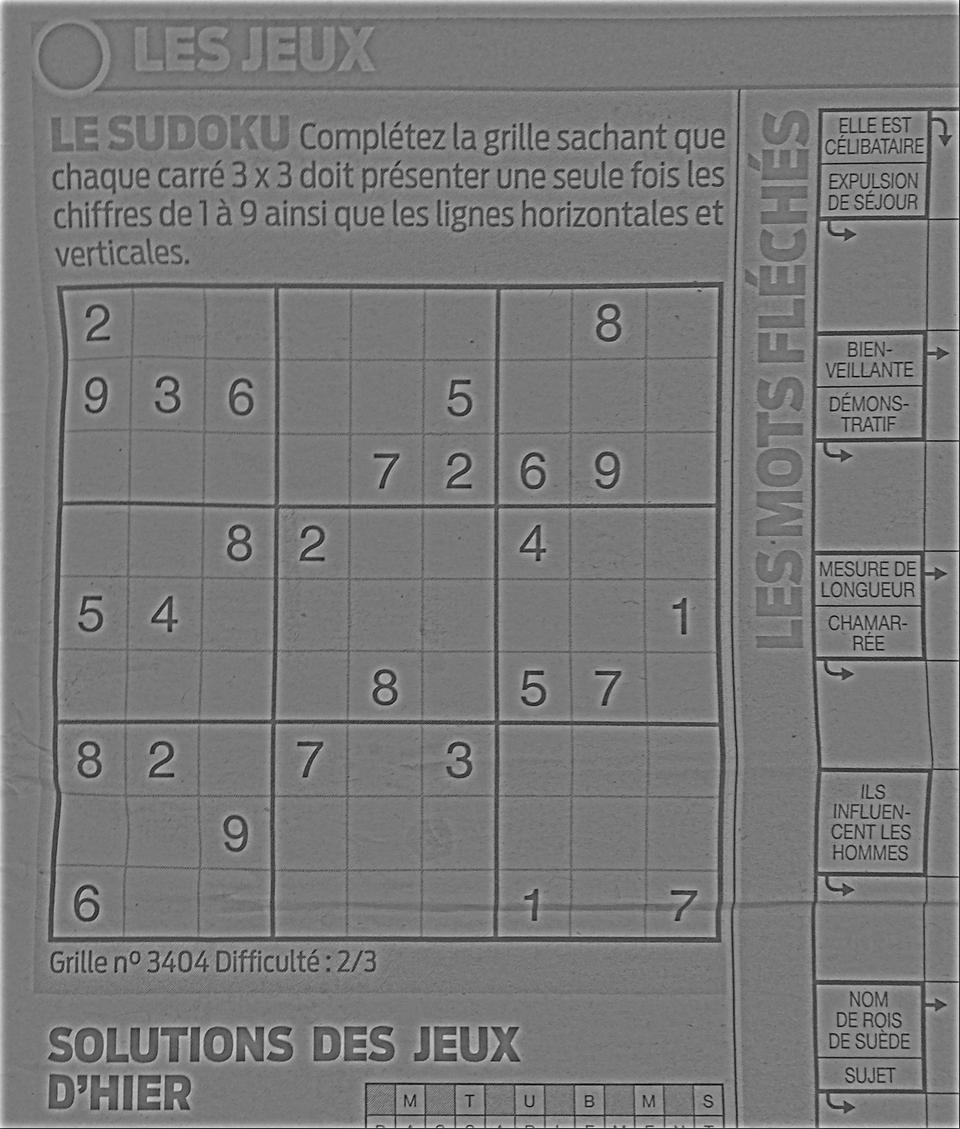 LES JEUX
LE SUDOKU Complétez la grille sachant que
chaque carré 3 x 3 doit présenter une seule fois les
chiffres de 1 à 9 ainsi que les lignes horizontales et
verticales.
2 8
9 3 6 5
7 2 6 9
8 2 4
5 4 1
8 5 7
8 2 7 3
9
6 1 7
Grille nº 3404 Difficulté : 2/3
SOLUTIONS DES JEUX
D'HIER
M T U B M S
LES MOTS FLÉCHÉS
ELLE EST
CÉLIBATAIRE
EXPULSION
DE SÉJOUR
BIEN-
VEILLANTE
DÉMONS-
TRATIF
MESURE DE
LONGUEUR
CHAMAR-
RÉE
ILS
INFLUEN-
CENT LES
HOMMES
NOM
DE ROIS
DE SUÈDE
SUJET